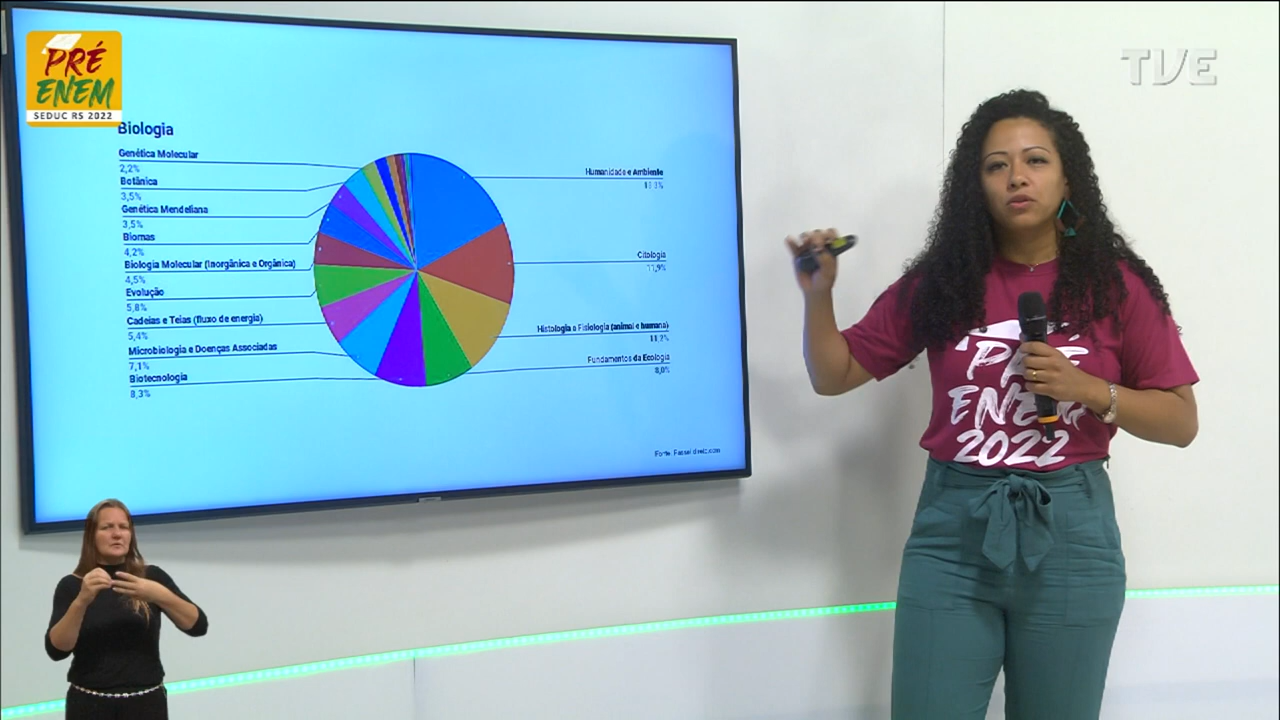 PRÉ
ENEM
SEDUC RS 2022
TVE
Biologia
Genética Molecular
2,2%
Botânica
3,5%
Genética Mendeliana
3,5%
Biomas
4,2%
Biologia Molecular (Inorgânica e Orgânica)
4,5%
Evolução
5,8%
Cadeias e Teias (fluxo de energia)
5,4%
Microbiologia e Doenças Associadas
7,1%
Biotecnologia
8,3%
Humanidade e Ambiente
Citologia
11,9%
Histologia e Fisiologia (animal e humana)
11,2%
Fundamentos da Ecologia
8,0%
Fonte:
PRÉ
ENEM
2022